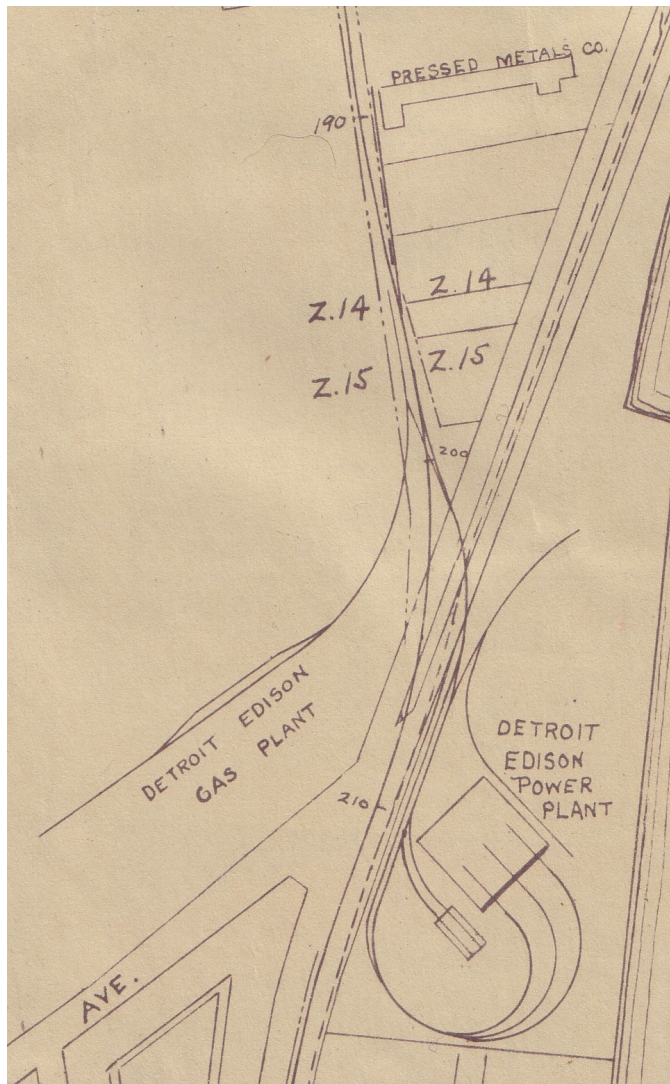 PRESSED METALS CO.
190
Z.14
Z.14
Z.15
Z.15
200
DETROIT EDISON
GAS PLANT
DETROIT
EDISON
POWER
PLANT
210
AVE.